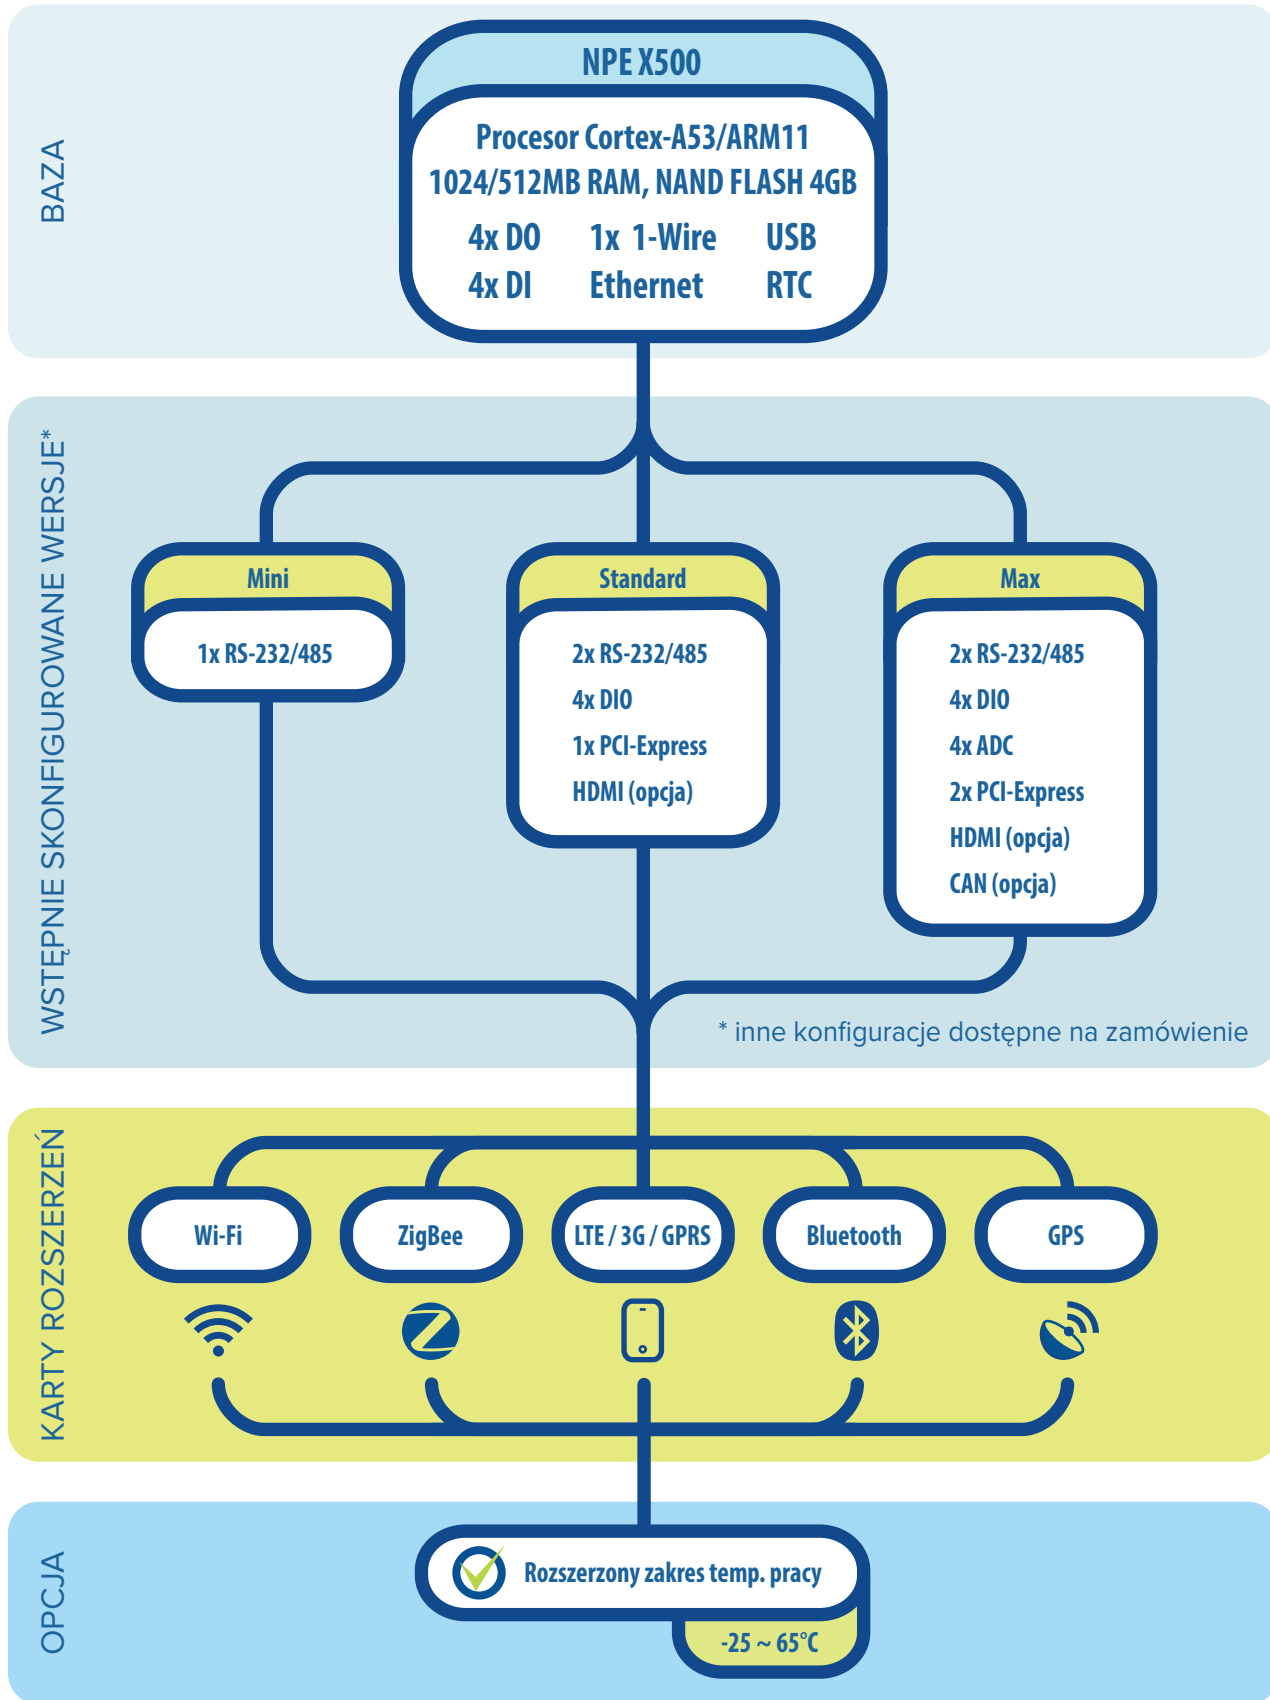 BAZA
NPE X500
Procesor Cortex-A53/ARM11
1024/512MB RAM, NAND FLASH 4GB
4x DO 1x 1-Wire USB
4x DI Ethernet RTC
WSTĘPNIE SKONFIGUROWANE WERSJE*
Mini
1x RS-232/485
Standard
2x RS-232/485
4x DIO
1x PCI-Express
HDMI (opcja)
Max
2x RS-232/485
4x DIO
4x ADC
2x PCI-Express
HDMI (opcja)
CAN (opcja)
* inne konfiguracje dostępne na zamówienie
KARTY ROZSZERZEŃ
Wi-Fi
ZigBee
LTE / 3G / GPRS
Bluetooth
GPS
OPCJA
Rozszerzony zakres temp. pracy
-25 ~ 65°C